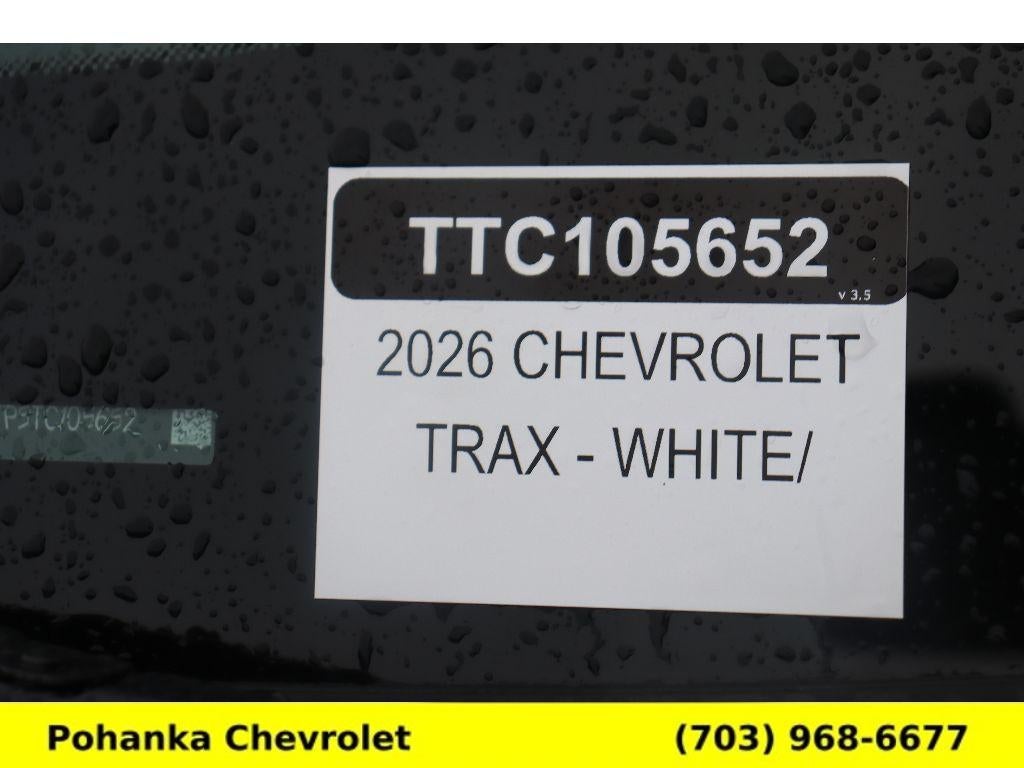 TTC105652
v 3.5
2026 CHEVROLET
TRAX - WHITE/
Pohanka Chevrolet
(703) 968-6677